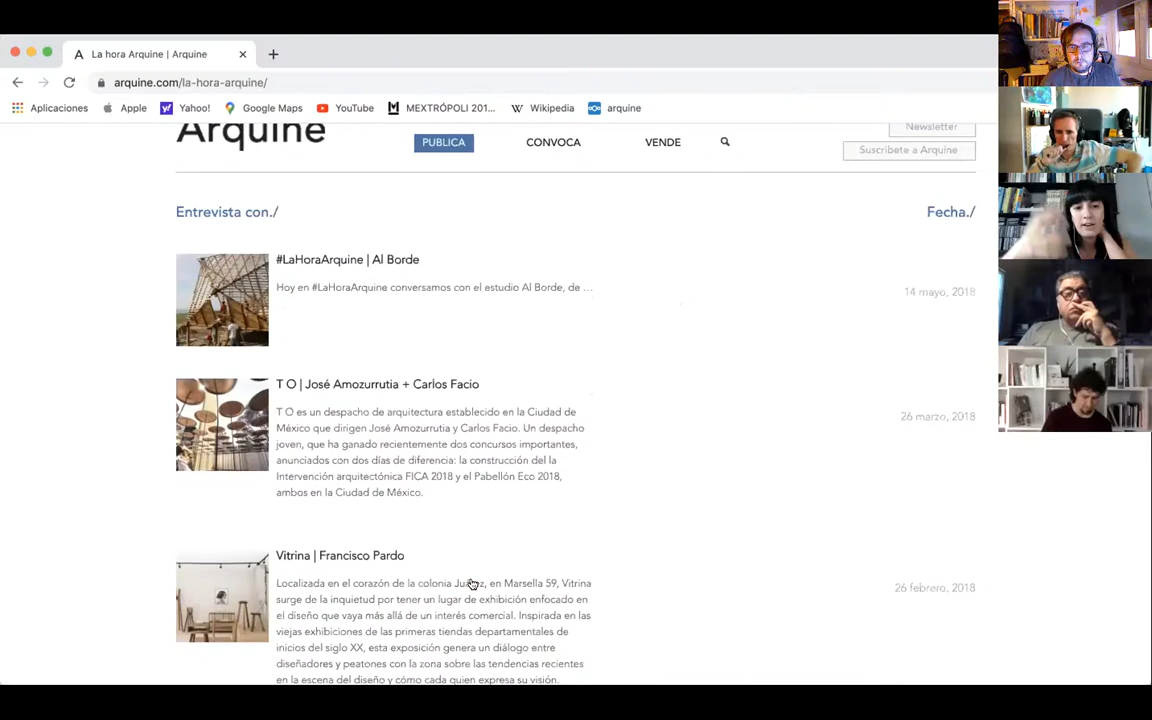 La hora Arquine | Arquine
arquine.com/la-hora-arquine/
Aplicaciones Apple Yahoo! Google Maps YouTube MEXTRÓPOLI 201... Wikipedia arquine
Arquine
PUBLICA CONVOCA VENDE
Newsletter
Suscribete a Arquine
Entrevista con./ Fecha./
#LaHoraArquine | Al Borde
Hoy en #LaHoraArquine conversamos con el estudio Al Borde, de ...
14 mayo, 2018
T O | José Amozurrutia + Carlos Facio
T O es un despacho de arquitectura establecido en la Ciudad de
México que dirigen José Amozurrutia y Carlos Facio. Un despacho
joven, que ha ganado recientemente dos concursos importantes,
anunciados con dos días de diferencia: la construcción del la
Intervención arquitectónica FICA 2018 y el Pabellón Eco 2018,
ambos en la Ciudad de México.
26 marzo, 2018
Vitrina | Francisco Pardo
Localizada en el corazón de la colonia Juárez, en Marsella 59, Vitrina
surge de la inquietud por tener un lugar de exhibición enfocado en
el diseño que vaya más allá de un interés comercial. Inspirada en las
viejas exhibiciones de las primeras tiendas departamentales de
inicios del siglo XX, esta exposición genera un diálogo entre
diseñadores y peatones con la zona sobre las tendencias recientes
en la escena del diseño y cómo cada quien expresa su visión.
26 febrero, 2018